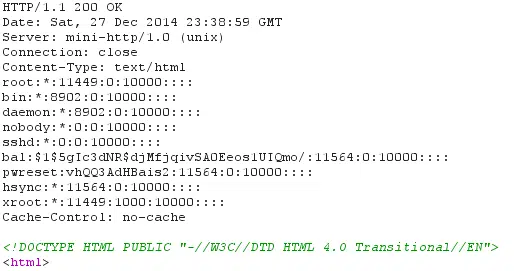 HTTP/1.1 200 OK
Date: Sat, 27 Dec 2014 23:38:59 GMT
Server: mini-http/1.0 (unix)
Connection: close
Content-Type: text/html
root:*:11449:0:10000::::
bin:*:8902:0:10000::::
daemon:*:8902:0:10000::::
nobody:*:0:0:10000::::
sshd:*:0:0:10000::::
bal:$1$5gIc3dNR$djMfjqivSA0Eeos1UIQmo/:11564:0:10000::::
pwreset:vhQQ3AdHBais2:11564:0:10000::::
hsync:*:11564:0:10000::::
xroot:*:11449:1000:10000::::
Cache-Control: no-cache
<!DOCTYPE HTML PUBLIC "-//W3C//DTD HTML 4.0 Transitional//EN">
<html>